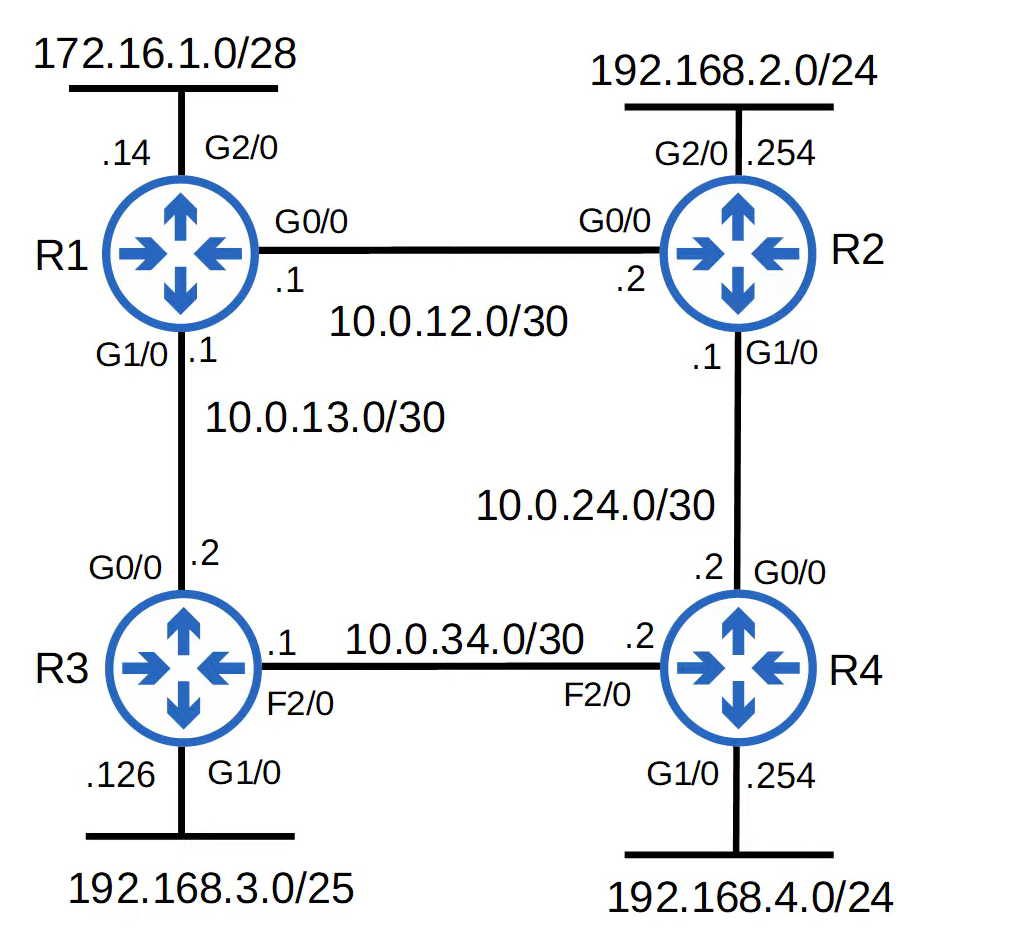 172.16.1.0/28
192.168.2.0/24
.14
G2/0
G2/0
.254
R1
G0/0
G0/0
R2
.1
.2
10.0.12.0/30
G1/0
.1
.1
G1/0
10.0.13.0/30
10.0.24.0/30
G0/0
.2
.2
G0/0
R3
.1
10.0.34.0/30
.2
R4
F2/0
F2/0
.126
G1/0
G1/0
.254
192.168.3.0/25
192.168.4.0/24